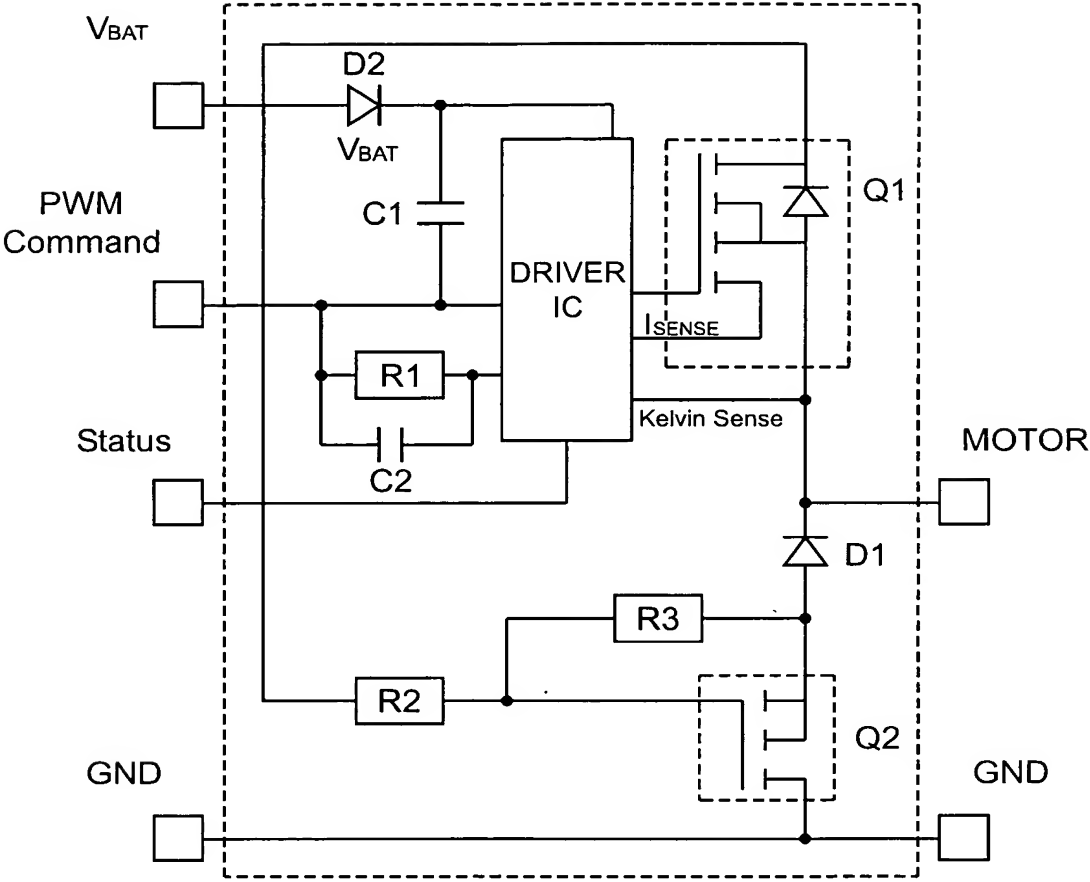 VBAT
D2
VBAT
PWM
Command
C1
Q1
DRIVER
IC
ISENSE
R1
Kelvin Sense
Status
C2
MOTOR
D1
R3
R2
Q2
GND
GND